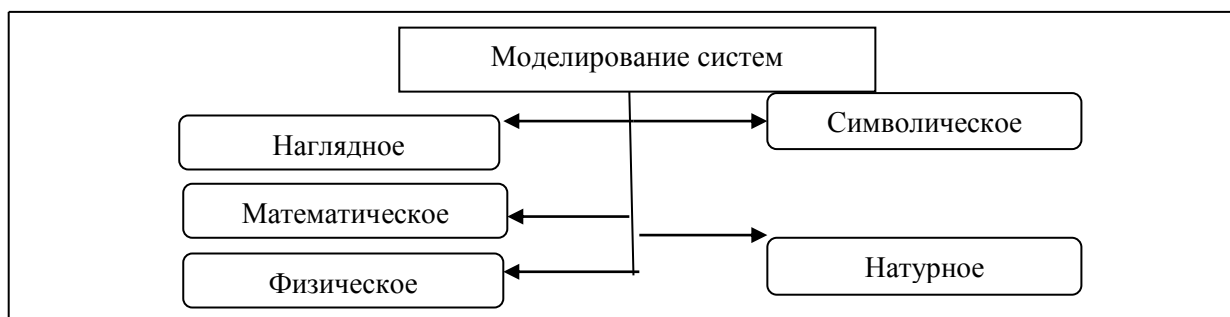 Моделирование систем
Наглядное
Символическое
Математическое
Физическое
Натурное